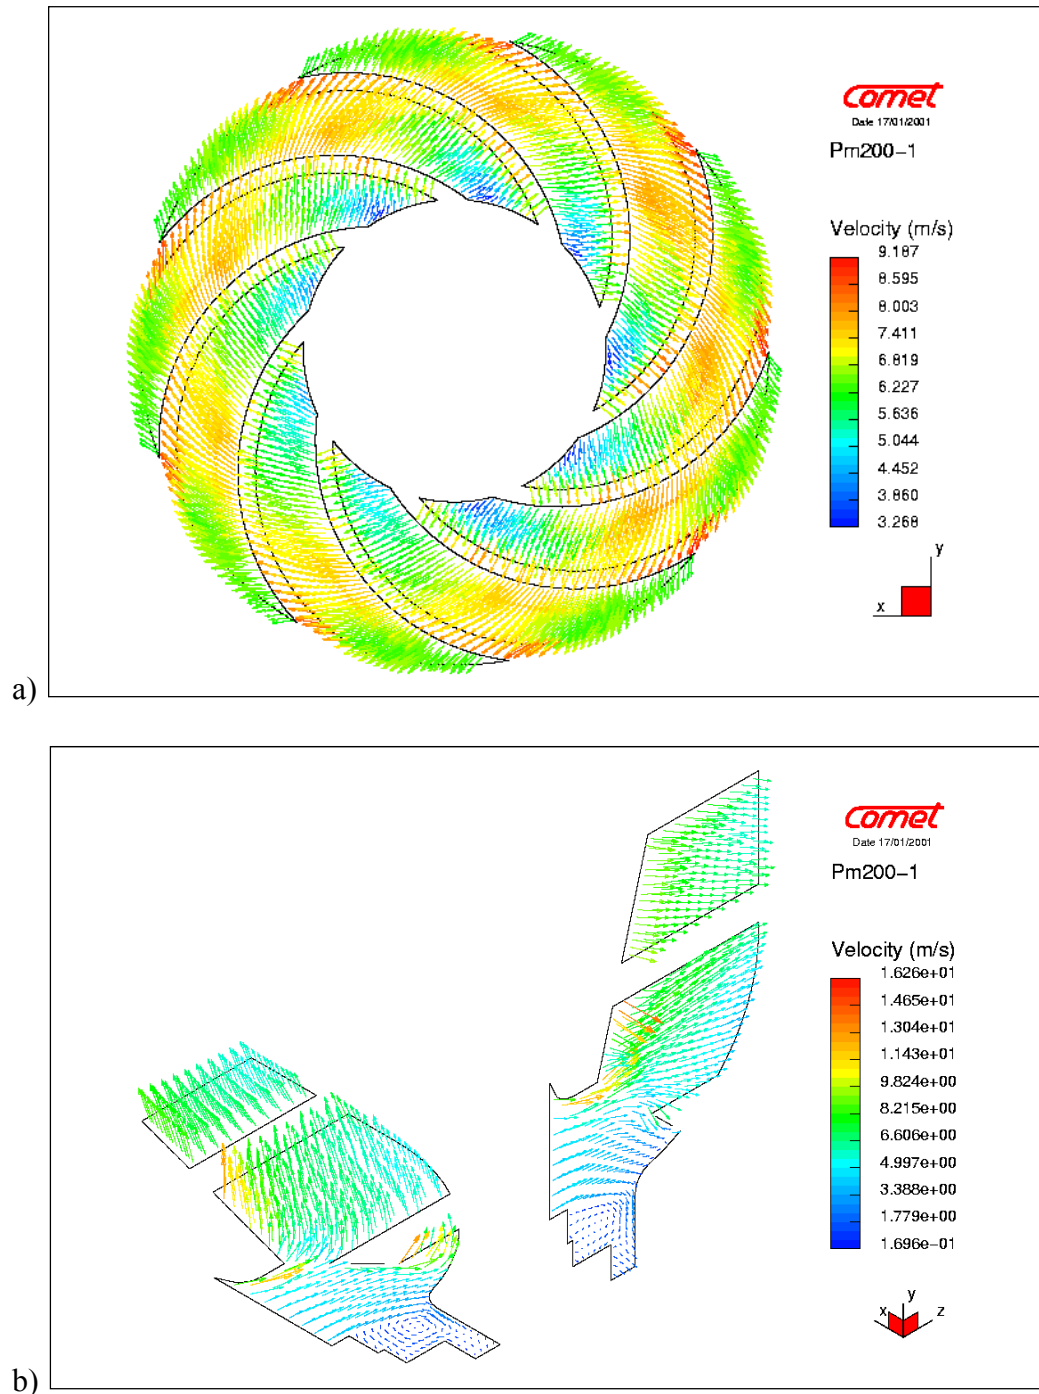 Comet
Date 17/01/2001
Pm200-1
Velocity (m/s)
9.187
8.595
8.003
7.411
6.819
6.227
5.636
5.044
4.452
3.860
3.268
y
x
a)
Comet
Date 17/01/2001
Pm200-1
Velocity (m/s)
1.626e+01
1.465e+01
1.304e+01
1.143e+01
9.824e+00
8.215e+00
6.606e+00
4.997e+00
3.388e+00
1.779e+00
1.696e-01
y
x z
b)